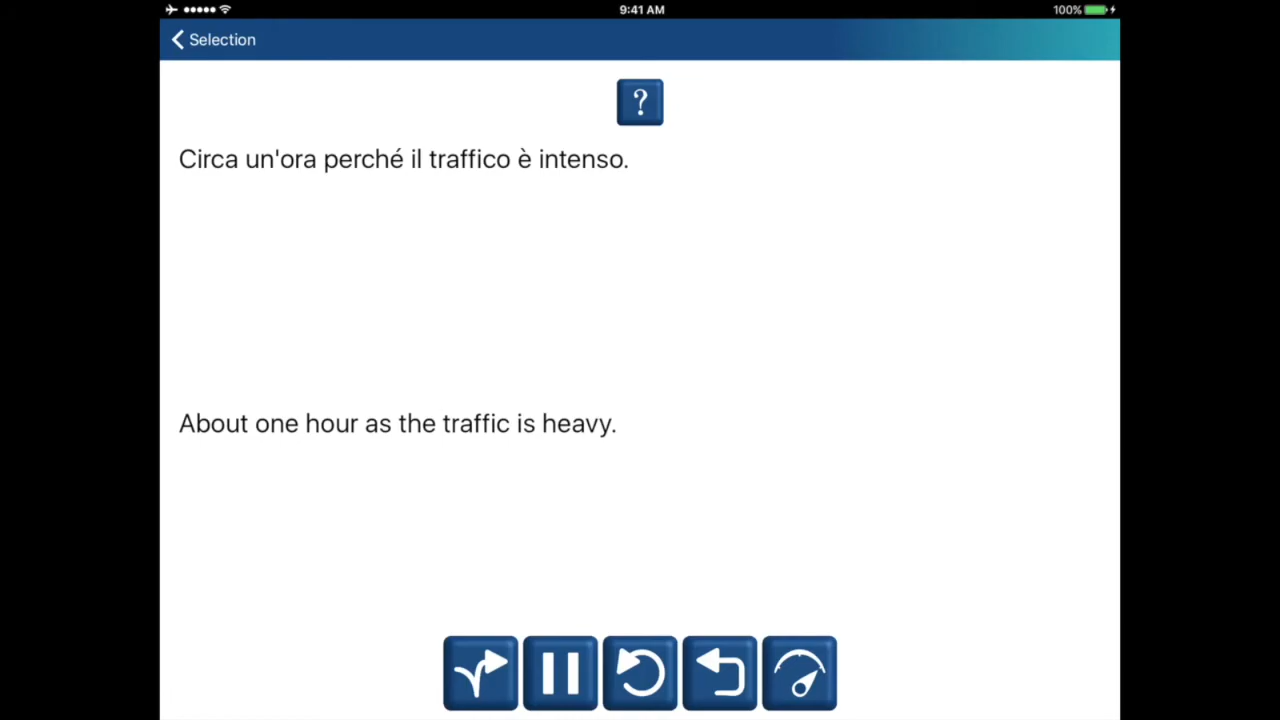 9:41 AM
100%
Selection
?
Circa un'ora perché il traffico è intenso.
About one hour as the traffic is heavy.